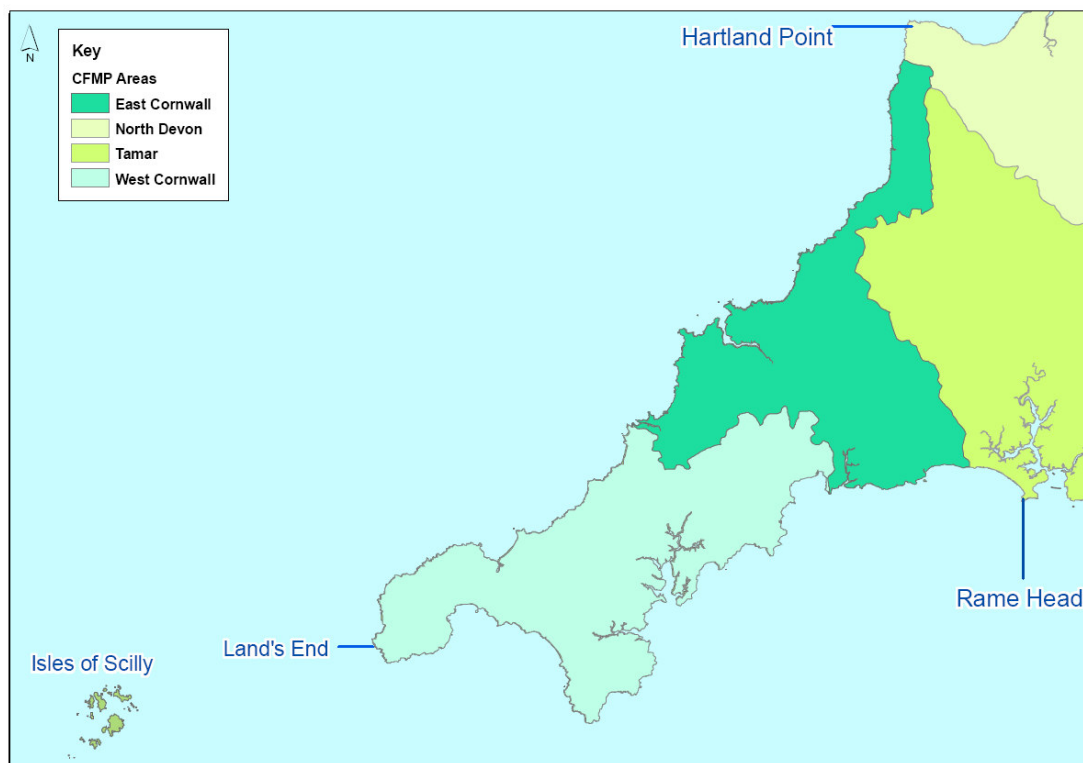 Hartland Point
N
Key
CFMP Areas
East Cornwall
North Devon
Tamar
West Cornwall
Rame Head
Land's End
Isles of Scilly